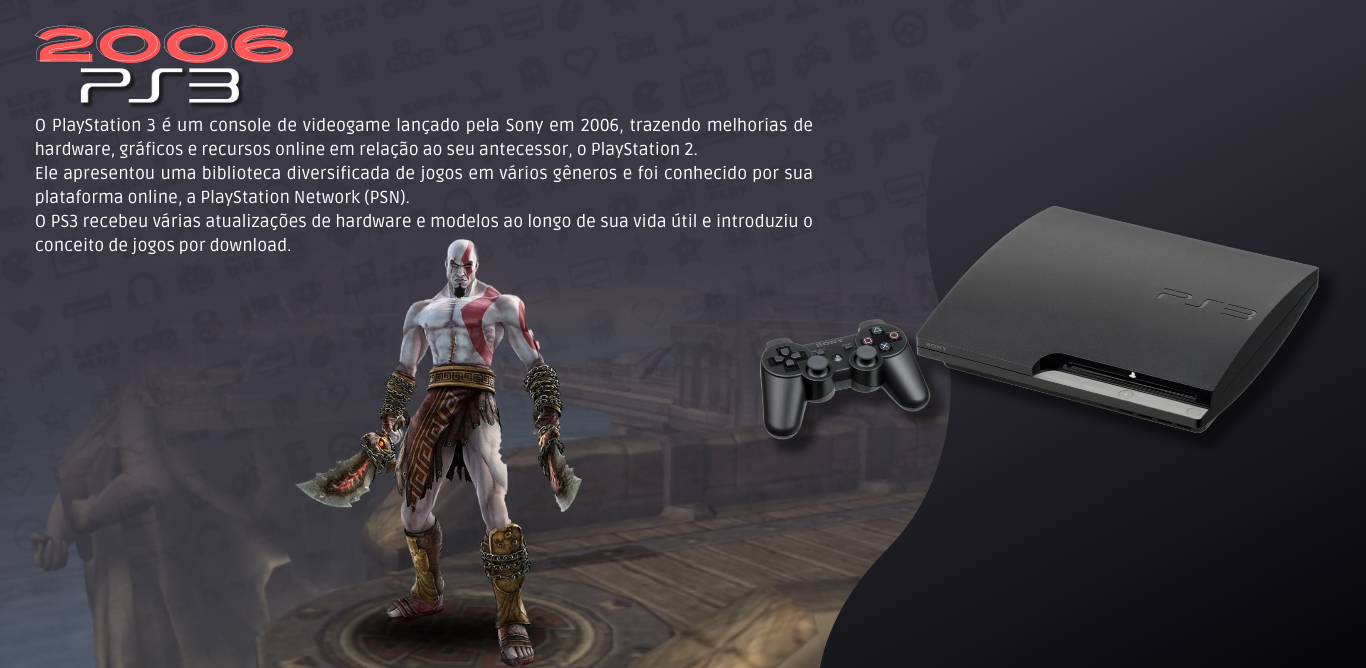 2006
PS3
O PlayStation 3 é um console de videogame lançado pela Sony em 2006, trazendo melhorias de
hardware, gráficos e recursos online em relação ao seu antecessor, o PlayStation 2.
Ele apresentou uma biblioteca diversificada de jogos em vários gêneros e foi conhecido por sua
plataforma online, a PlayStation Network (PSN).
O PS3 recebeu várias atualizações de hardware e modelos ao longo de sua vida útil e introduziu o
conceito de jogos por download.
PS3
SONY
SONY